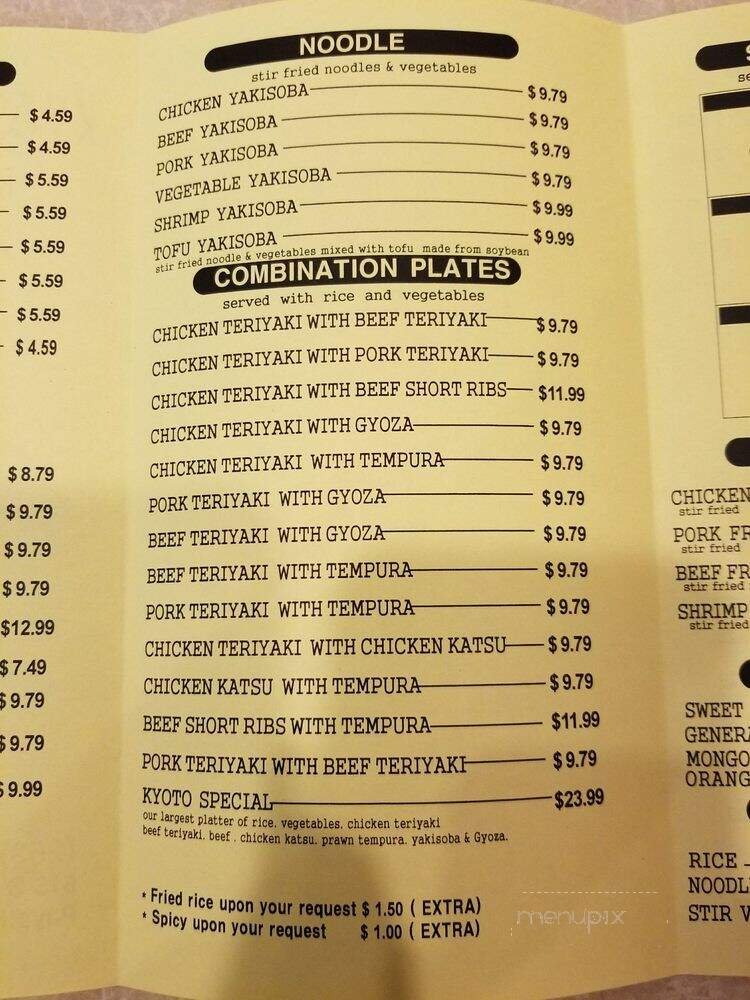 $ 4.59
$ 4.59
$ 5.59
$ 5.59
$ 5.59
$ 5.59
$ 5.59
$ 4.59
$ 8.79
$ 9.79
$ 9.79
$ 9.79
$12.99
$ 7.49
$ 9.79
$ 9.79
$ 9.99
NOODLE
stir fried noodles & vegetables
CHICKEN YAKISOBA $ 9.79
BEEF YAKISOBA $ 9.79
PORK YAKISOBA $ 9.79
VEGETABLE YAKISOBA $ 9.79
SHRIMP YAKISOBA $ 9.99
TOFU YAKISOBA $ 9.99
stir fried noodle & vegetables mixed with tofu made from soybean
COMBINATION PLATES
served with rice and vegetables
CHICKEN TERIYAKI WITH BEEF TERIYAKI $ 9.79
CHICKEN TERIYAKI WITH PORK TERIYAKI $ 9.79
CHICKEN TERIYAKI WITH BEEF SHORT RIBS $11.99
CHICKEN TERIYAKI WITH GYOZA $ 9.79
CHICKEN TERIYAKI WITH TEMPURA $ 9.79
PORK TERIYAKI WITH GYOZA $ 9.79
BEEF TERIYAKI WITH GYOZA $ 9.79
BEEF TERIYAKI WITH TEMPURA $ 9.79
PORK TERIYAKI WITH TEMPURA $ 9.79
CHICKEN TERIYAKI WITH CHICKEN KATSU $ 9.79
CHICKEN KATSU WITH TEMPURA $ 9.79
BEEF SHORT RIBS WITH TEMPURA $11.99
PORK TERIYAKI WITH BEEF TERIYAKI $ 9.79
KYOTO SPECIAL $23.99
our largest platter of rice. vegetables. chicken teriyaki
beef teriyaki. beef . chicken katsu. prawn tempura. yakisoba & Gyoza.
* Fried rice upon your request $ 1.50 ( EXTRA)
* Spicy upon your request $ 1.00 ( EXTRA)
menupix
CHICKEN
stir fried
PORK FR
stir fried
BEEF FR
stir fried
SHRIMP
stir fried
SWEET
GENERA
MONGO
ORANG
RICE
NOODL
STIR V